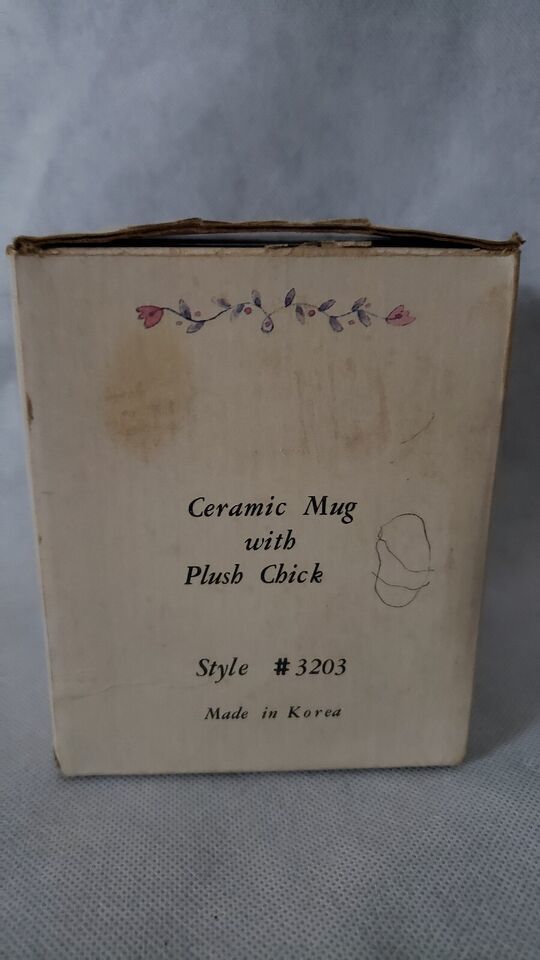 Ceramic Mug
with
Plush Chick
Style #3203
Made in Korea